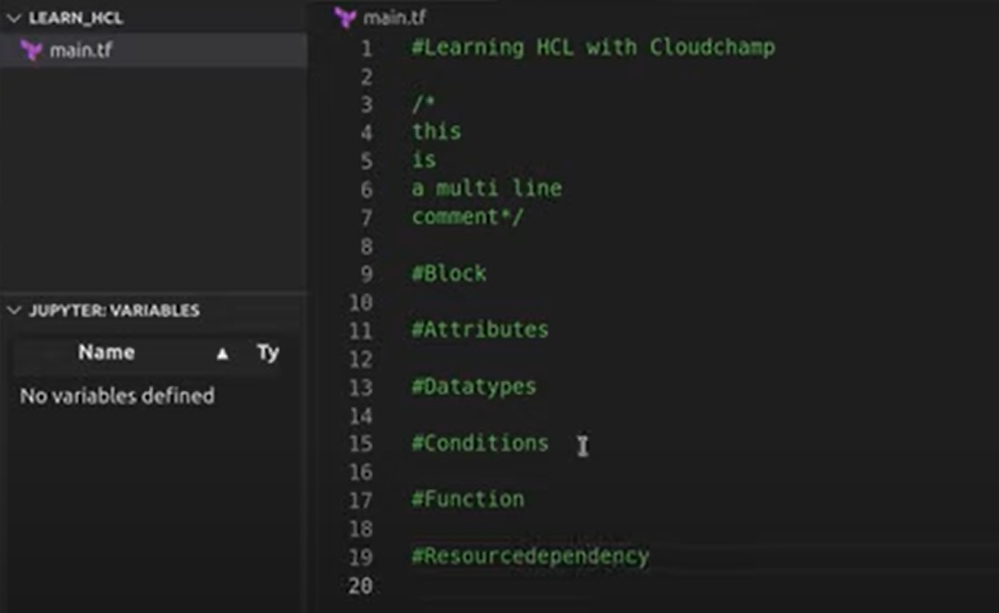 LEARN_HCL
main.tf
JUPYTER: VARIABLES
Name ▲ Ty
No variables defined
main.tf
1 #Learning HCL with Cloudchamp
2
3 /*
4 this
5 is
6 a multi line
7 comment*/
8
9 #Block
10
11 #Attributes
12
13 #Datatypes
14
15 #Conditions
16
17 #Function
18
19 #Resourcedependency
20